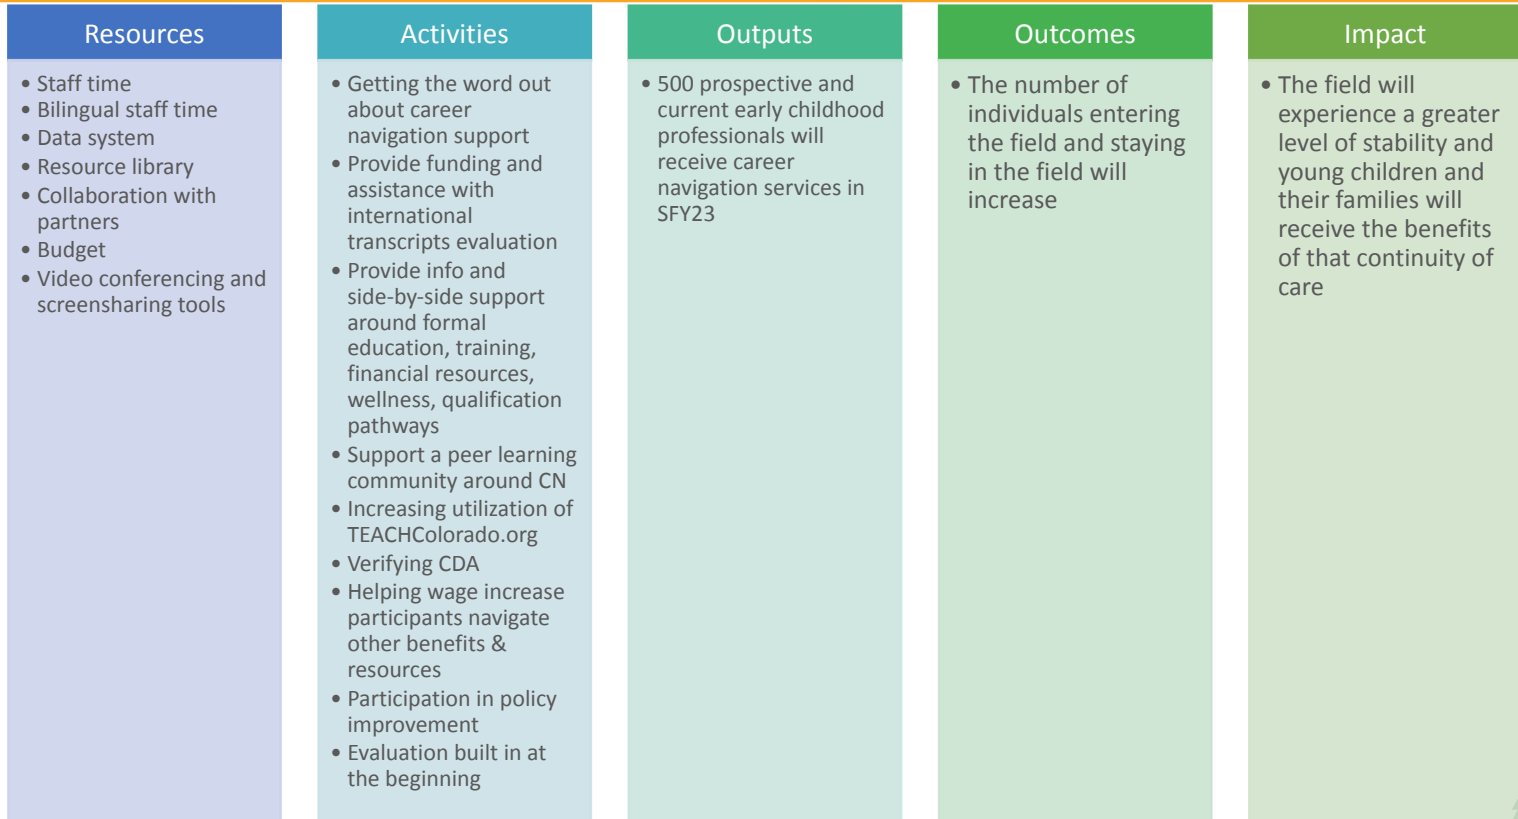 Resources
• Staff time
• Bilingual staff time
• Data system
• Resource library
• Collaboration with
partners
• Budget
• Video conferencing and
screensharing tools
Activities
• Getting the word out
about career
navigation support
• Provide funding and
assistance with
international
transcripts evaluation
• Provide info and
side-by-side support
around formal
education, training,
financial resources,
wellness, qualification
pathways
• Support a peer learning
community around CN
• Increasing utilization of
TEACHColorado.org
• Verifying CDA
• Helping wage increase
participants navigate
other benefits &
resources
• Participation in policy
improvement
• Evaluation built in at
the beginning
Outputs
• 500 prospective and
current early childhood
professionals will
receive career
navigation services in
SFY23
Outcomes
• The number of
individuals entering
the field and staying
in the field will
increase
Impact
• The field will
experience a greater
level of stability and
young children and
their families will
receive the benefits
of that continuity of
care